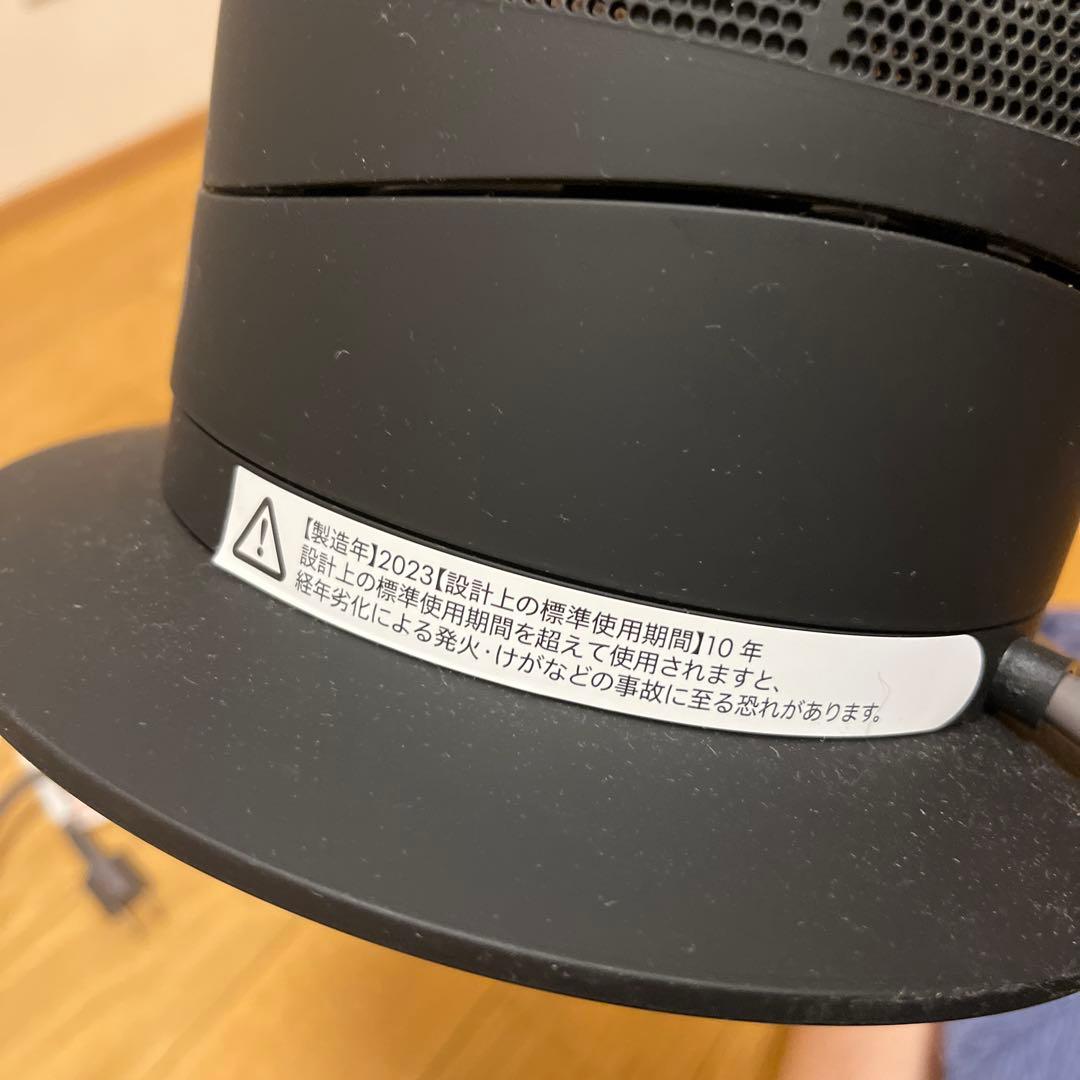 【製造年】2023【設計上の標準使用期間】10 年
設計上の標準使用期間を超えて使用されますと、
経年劣化による発火・けがなどの事故に至る恐れがあります。